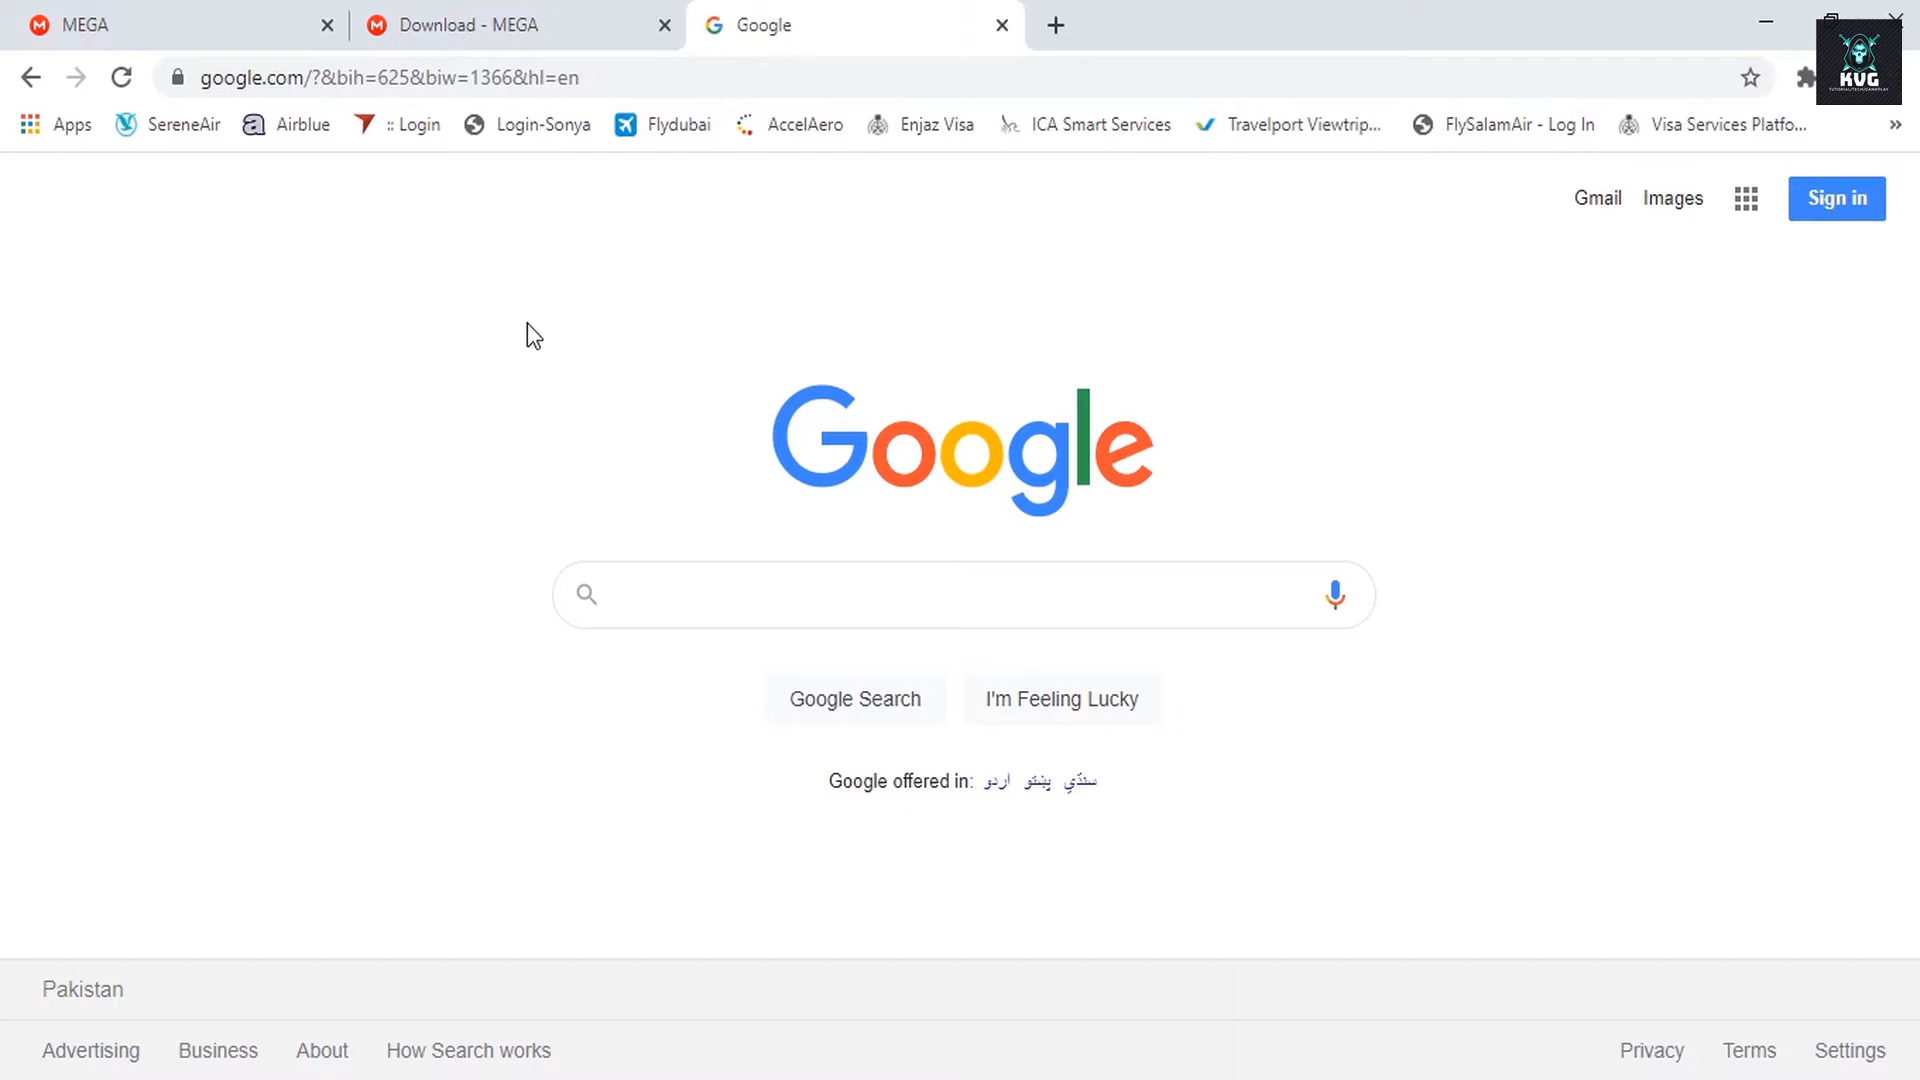 MEGA
Download - MEGA
Google
google.com/?&bih=625&biw=1366&hl=en
Apps SereneAir Airblue :: Login Login-Sonya Flydubai AccelAero Enjaz Visa ICA Smart Services Travelport Viewtrip... FlySalamAir - Log In Visa Services Platfo... »
KVG
Gmail Images Sign in
Google
Google Search I'm Feeling Lucky
Google offered in: اردو پښتو سنڌي
Pakistan
Advertising Business About How Search works Privacy Terms Settings